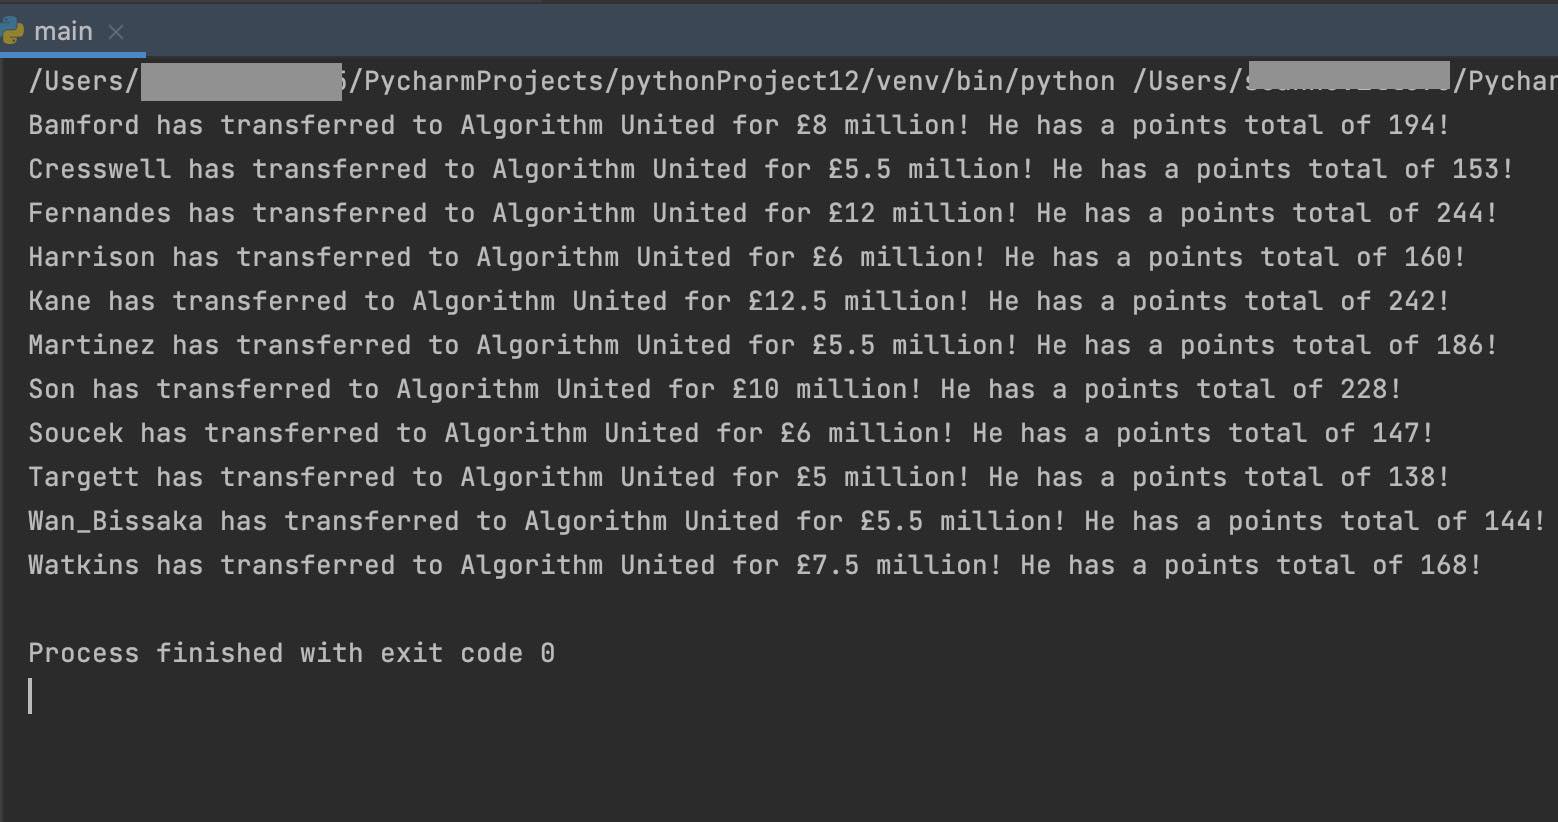 main
/Users/ 5/PycharmProjects/pythonProject12/venv/bin/python /Users/ /Pychar
Bamford has transferred to Algorithm United for £8 million! He has a points total of 194!
Cresswell has transferred to Algorithm United for £5.5 million! He has a points total of 153!
Fernandes has transferred to Algorithm United for £12 million! He has a points total of 244!
Harrison has transferred to Algorithm United for £6 million! He has a points total of 160!
Kane has transferred to Algorithm United for £12.5 million! He has a points total of 242!
Martinez has transferred to Algorithm United for £5.5 million! He has a points total of 186!
Son has transferred to Algorithm United for £10 million! He has a points total of 228!
Soucek has transferred to Algorithm United for £6 million! He has a points total of 147!
Targett has transferred to Algorithm United for £5 million! He has a points total of 138!
Wan_Bissaka has transferred to Algorithm United for £5.5 million! He has a points total of 144!
Watkins has transferred to Algorithm United for £7.5 million! He has a points total of 168!
Process finished with exit code 0